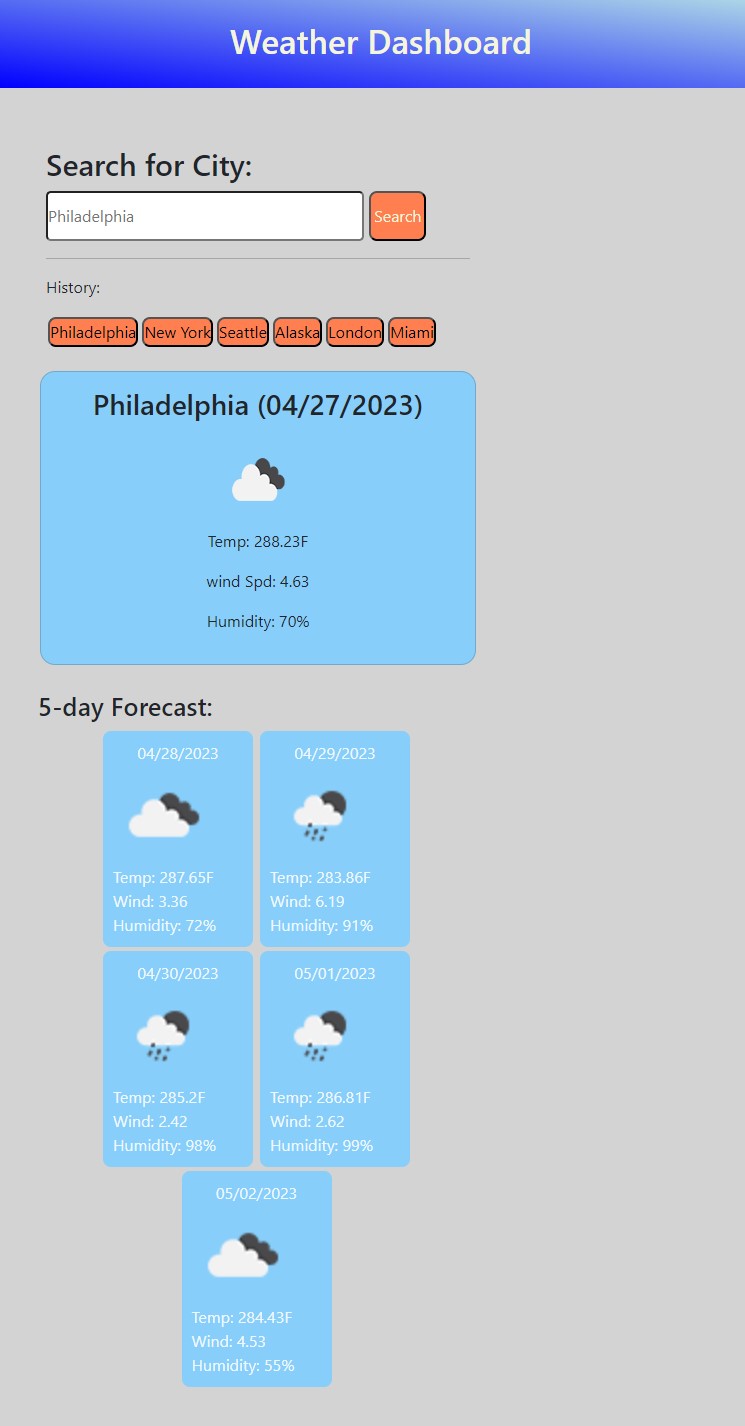 Weather Dashboard
Search for City:
Philadelphia
Search
History:
Philadelphia New York Seattle Alaska London Miami
Philadelphia (04/27/2023)
Temp: 288.23F
wind Spd: 4.63
Humidity: 70%
5-day Forecast:
04/28/2023
Temp: 287.65F
Wind: 3.36
Humidity: 72%
04/29/2023
Temp: 283.86F
Wind: 6.19
Humidity: 91%
04/30/2023
Temp: 285.2F
Wind: 2.42
Humidity: 98%
05/01/2023
Temp: 286.81F
Wind: 2.62
Humidity: 99%
05/02/2023
Temp: 284.43F
Wind: 4.53
Humidity: 55%